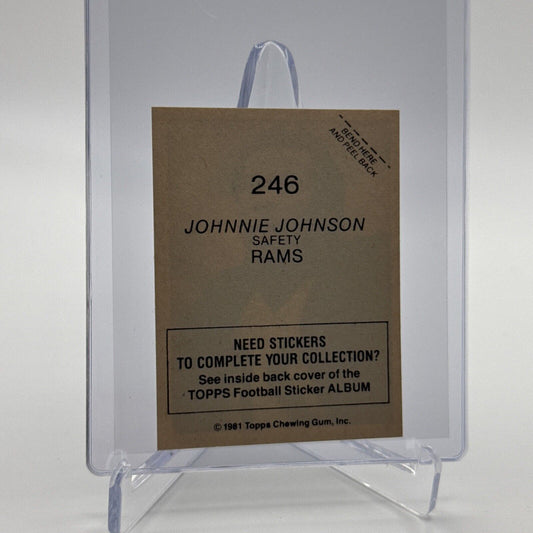 BEND HERE
AND PEEL BACK
246
JOHNNIE JOHNSON
SAFETY
RAMS
NEED STICKERS
TO COMPLETE YOUR COLLECTION?
See inside back cover of the
TOPPS Football Sticker ALBUM
© 1981 Topps Chewing Gum, Inc.